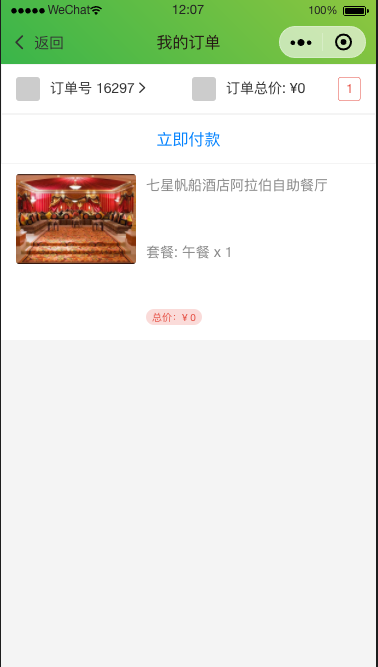 WeChat 12:07 100%
返回 我的订单
订单号 16297 订单总价: ¥0 1
立即付款
七星帆船酒店阿拉伯自助餐厅
套餐: 午餐 x 1
总价：¥ 0